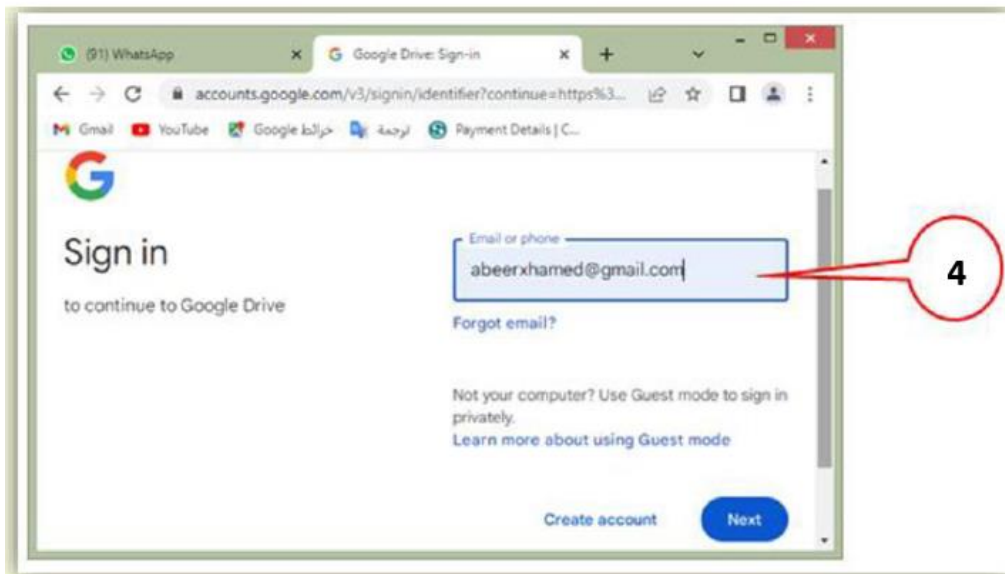 (91) WhatsApp
Google Drive: Sign-in
accounts.google.com/v3/signin/identifier?continue=https%3...
Gmail YouTube Google خرائط ترجمة Payment Details | C...
Sign in
to continue to Google Drive
Email or phone
abeerxhamed@gmail.com
Forgot email?
Not your computer? Use Guest mode to sign in
privately.
Learn more about using Guest mode
Create account
Next
4